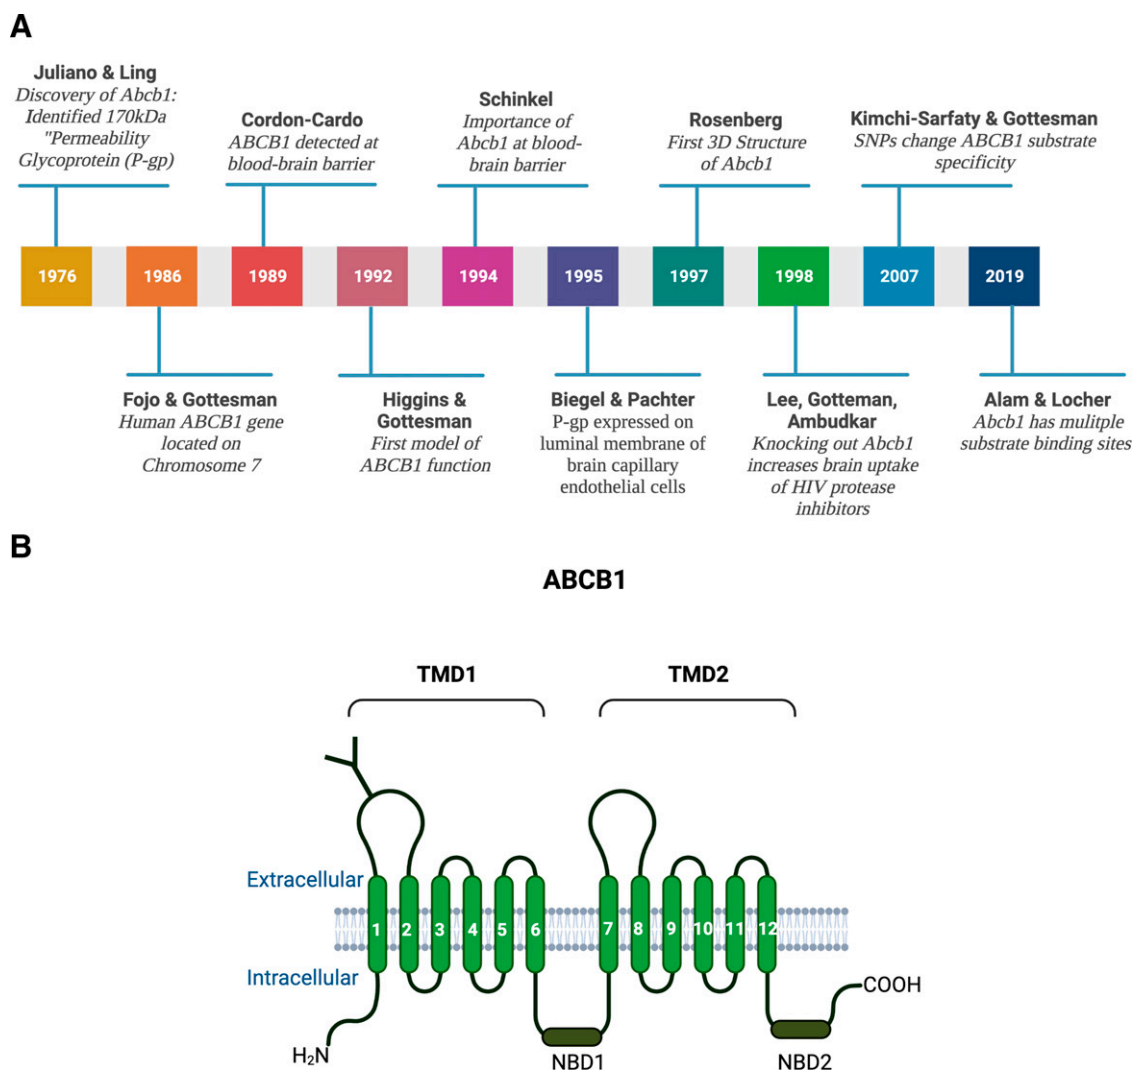 A
Juliano & Ling
Discovery of Abcb1:
Identified 170kDa
"Permeability
Glycoprotein (P-gp)
Cordon-Cardo
ABCB1 detected at
blood-brain barrier
Schinkel
Importance of
Abcb1 at blood-
brain barrier
Rosenberg
First 3D Structure
of Abcb1
Kimchi-Sarfaty & Gottesman
SNPs change ABCB1 substrate
specificity
1976
1986
1989
1992
1994
1995
1997
1998
2007
2019
Fojo & Gottesman
Human ABCB1 gene
located on
Chromosome 7
Higgins &
Gottesman
First model of
ABCB1 function
Biegel & Pachter
P-gp expressed on
luminal membrane of
brain capillary
endothelial cells
Lee, Gotteman,
Ambudkar
Knocking out Abcb1
increases brain uptake
of HIV protease
inhibitors
Alam & Locher
Abcb1 has mulitple
substrate binding sites
B
ABCB1
TMD1
TMD2
Extracellular
1
2
3
4
5
6
7
8
9
10
11
12
Intracellular
COOH
H₂N
NBD1
NBD2